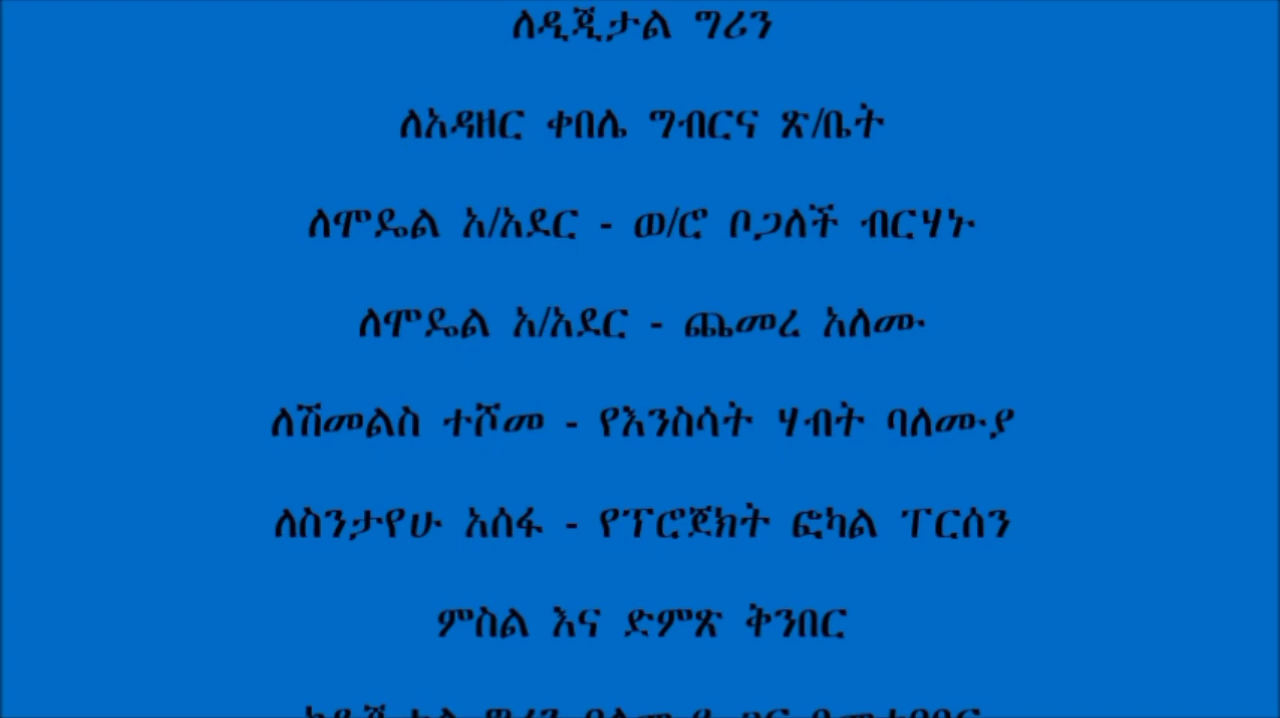 ለዲጂታል ግሪን
ለአዳዘር ቀበሌ ግብርና ጽ/ቤት
ለሞዴል አ/አደር - ወ/ሮ ቦጋለች ብርሃኑ
ለሞዴል አ/አደር - ጨመረ አለሙ
ለሽመልስ ተሾመ - የእንስሳት ሃብት ባለሙያ
ለስንታየሁ አሰፋ - የፕሮጀክት ፎካል ፐርሰን
ምስል እና ድምጽ ቅንበር